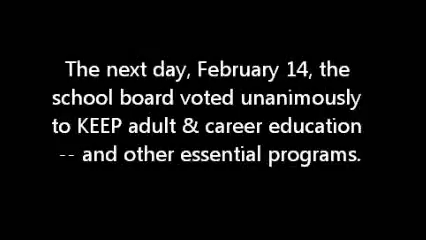 The next day, February 14, the
school board voted unanimously
to KEEP adult & career education
-- and other essential programs.